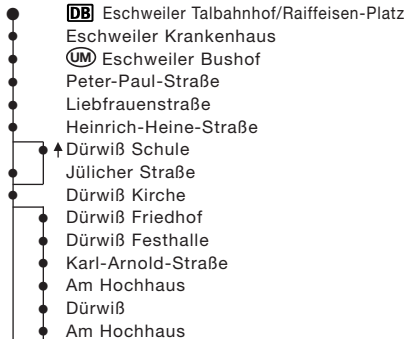 DB Eschweiler Talbahnhof/Raiffeisen-Platz
Eschweiler Krankenhaus
UM Eschweiler Bushof
Peter-Paul-Straße
Liebfrauenstraße
Heinrich-Heine-Straße
Dürwiß Schule
Jülicher Straße
Dürwiß Kirche
Dürwiß Friedhof
Dürwiß Festhalle
Karl-Arnold-Straße
Am Hochhaus
Dürwiß
Am Hochhaus